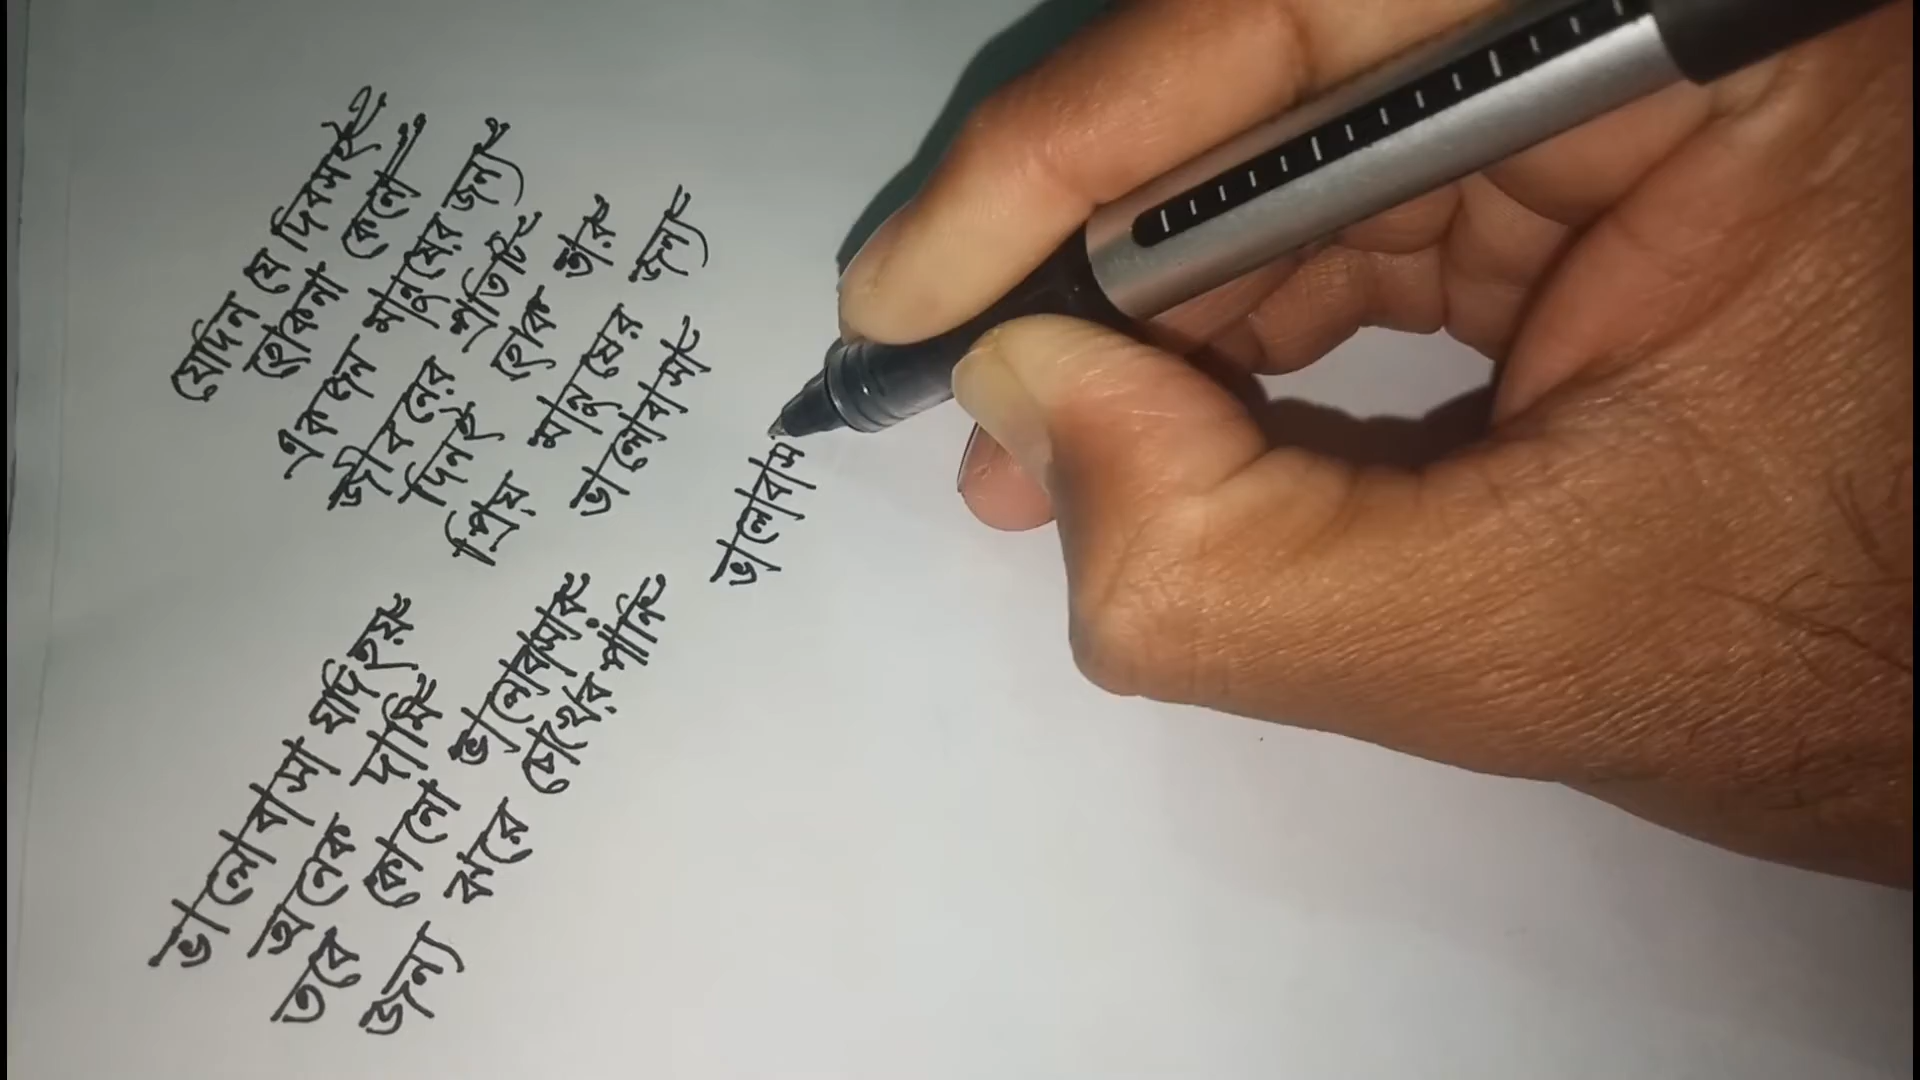 যেদিন যে দিবসই
হোকনা কেনো
একজন মানুষের জন্য
জীবনের প্রতিটি
দিনই হোক তার
প্রিয় মানুষের জন্য
ভালোবাসা
ভালোবাসা যদি হয়
অনেক দামি
তবে কোনো ভালোবাসার
জন্য ঝরে চোখের পানি
ভালোবাস